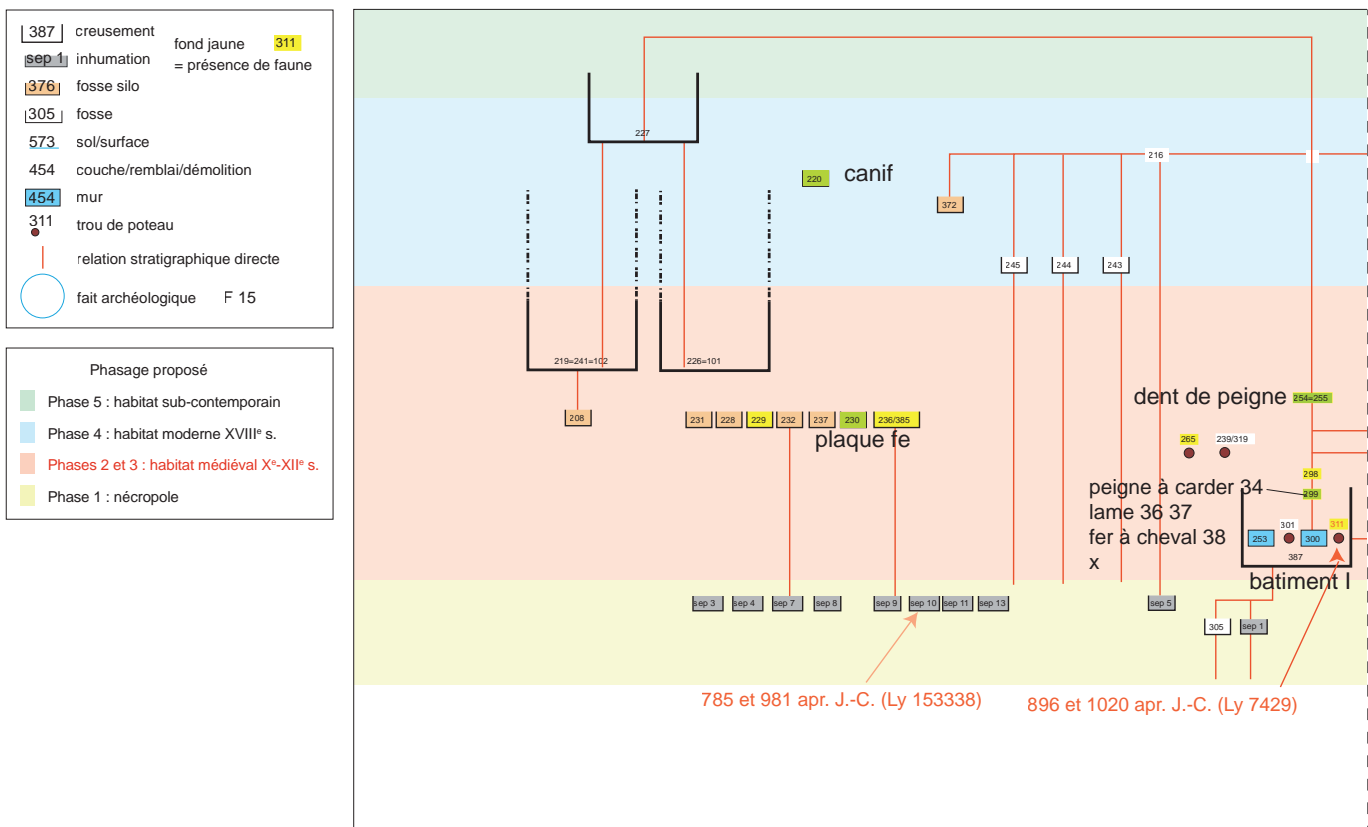 387 creusement
fond jaune 311
= présence de faune
sep 1 inhumation
376 fosse silo
305 fosse
573 sol/surface
454 couche/remblai/démolition
454 mur
311 trou de poteau
relation stratigraphique directe
fait archéologique F 15
Phasage proposé
Phase 5 : habitat sub-contemporain
Phase 4 : habitat moderne XVIIIe s.
Phases 2 et 3 : habitat médiéval Xe-XIIe s.
Phase 1 : nécropole
227
216
220 canif
372
245 244 243
219=241=102 226=101
dent de peigne 254=255
208
231 228 229 232 237 230 236/385
plaque fe
265 239/319
298
peigne à carder 34 299
lame 36 37
fer à cheval 38
x
301 311
253 300
387
batiment I
sep 3 sep 4 sep 7 sep 8 sep 9 sep 10 sep 11 sep 13 sep 5
305 sep 1
785 et 981 apr. J.-C. (Ly 153338)
896 et 1020 apr. J.-C. (Ly 7429)